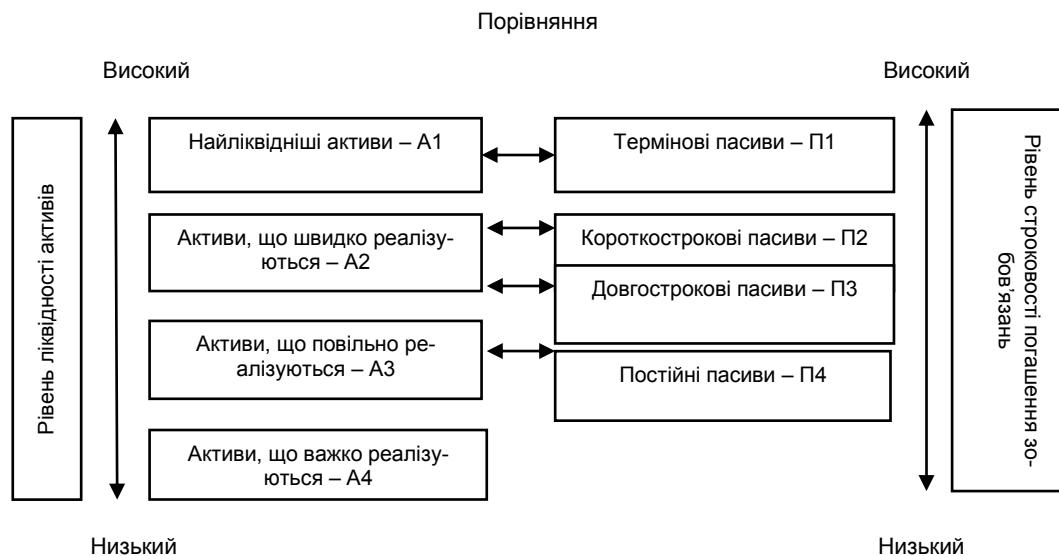 Порівняння
Високий
Високий
Рівень ліквідності активів
Найліквідніші активи – А1
Термінові пасиви – П1
Активи, що швидко реалізу-
ються – А2
Короткострокові пасиви – П2
Довгострокові пасиви – П3
Активи, що повільно ре-
алізуються – А3
Постійні пасиви – П4
Активи, що важко реалізу-
ються – А4
Рівень строковості погашення зо-
бов’язань
Низький
Низький